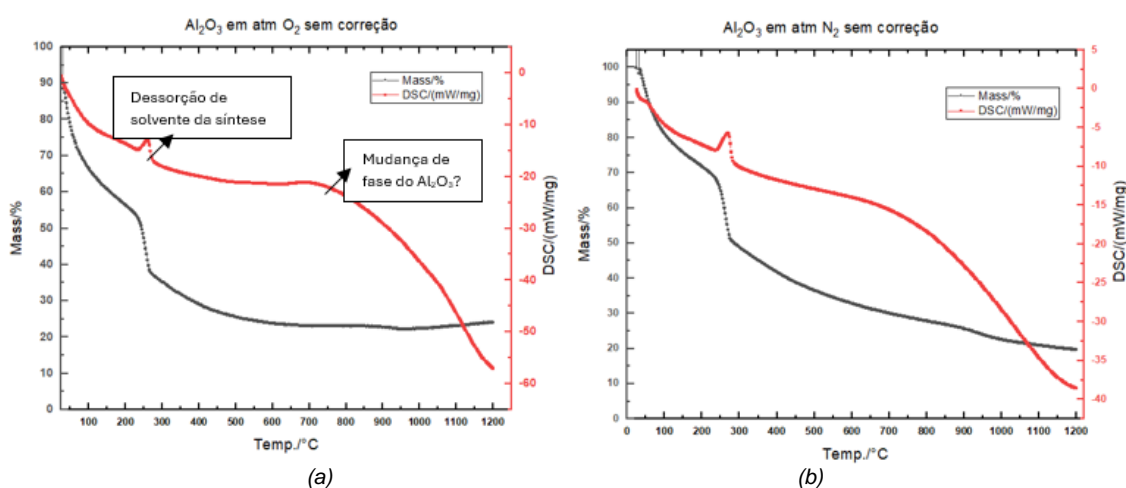 Al₂O₃ em atm O₂ sem correção
100
90
80
70
60
50
40
30
20
10
0
Mass/%
100 200 300 400 500 600 700 800 900 1000 1100 1200
Temp./°C
0
-10
-20
-30
-40
-50
-60
DSC/(mW/mg)
Mass/%
DSC/(mW/mg)
Dessorção de
solvente da síntese
Mudança de
fase do Al₂O₃?
(a)
Al₂O₃ em atm N₂ sem correção
100
90
80
70
60
50
40
30
20
10
0
Mass/%
0 100 200 300 400 500 600 700 800 900 1000 1100 1200
Temp./°C
5
0
-5
-10
-15
-20
-25
-30
-35
-40
DSC/(mW/mg)
Mass/%
DSC/(mW/mg)
(b)